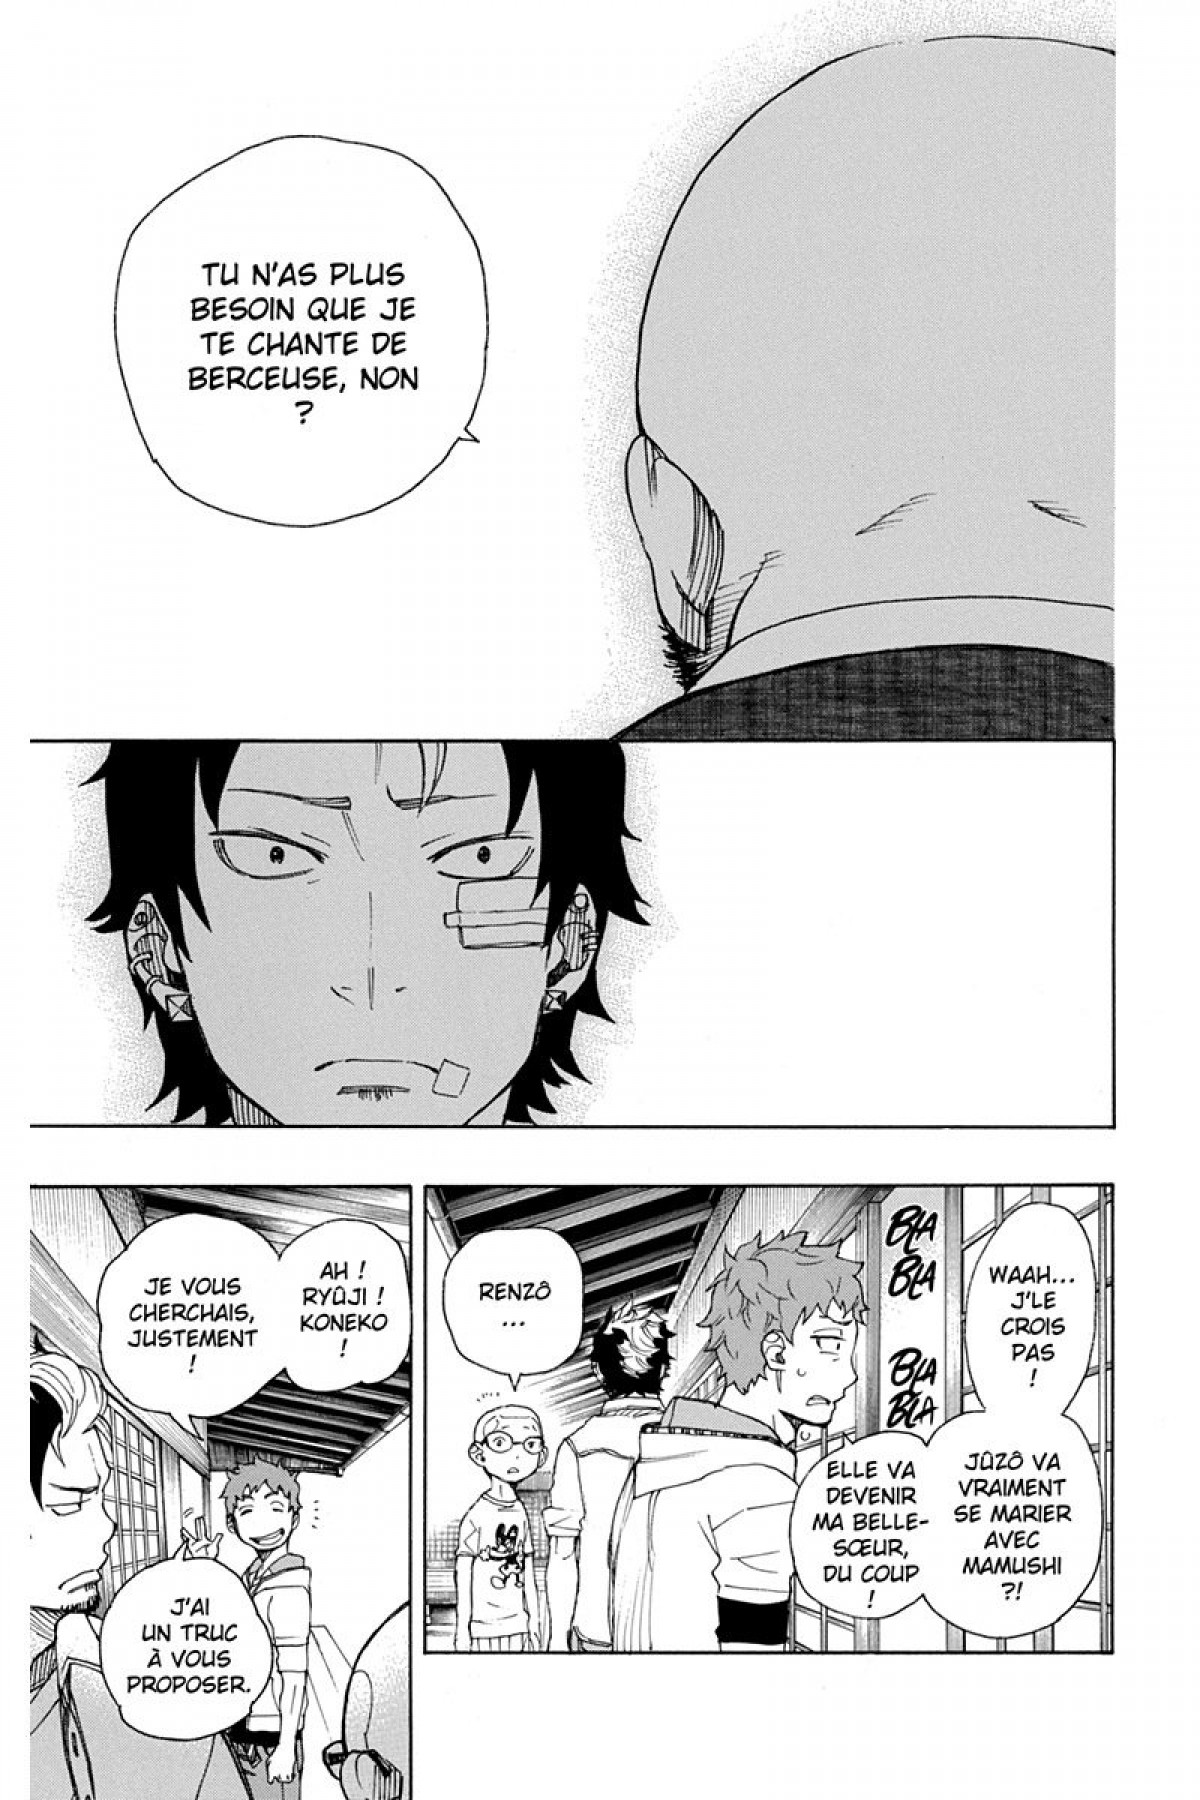 TU N'AS PLUS
BESOIN QUE JE
TE CHANTE DE
BERCEUSE, NON
?
WAAH...
J'LE
CROIS
PAS
!
JÛZÔ VA
VRAIMENT
SE MARIER
AVEC
MAMUSHI
?!
ELLE VA
DEVENIR
MA BELLE-
SŒUR,
DU COUP
!
BLA
BLA
BLA
BLA
RENZÔ
...
AH !
RYÛJI !
KONEKO
!
JE VOUS
CHERCHAIS,
JUSTEMENT
!
J'AI
UN TRUC
À VOUS
PROPOSER.